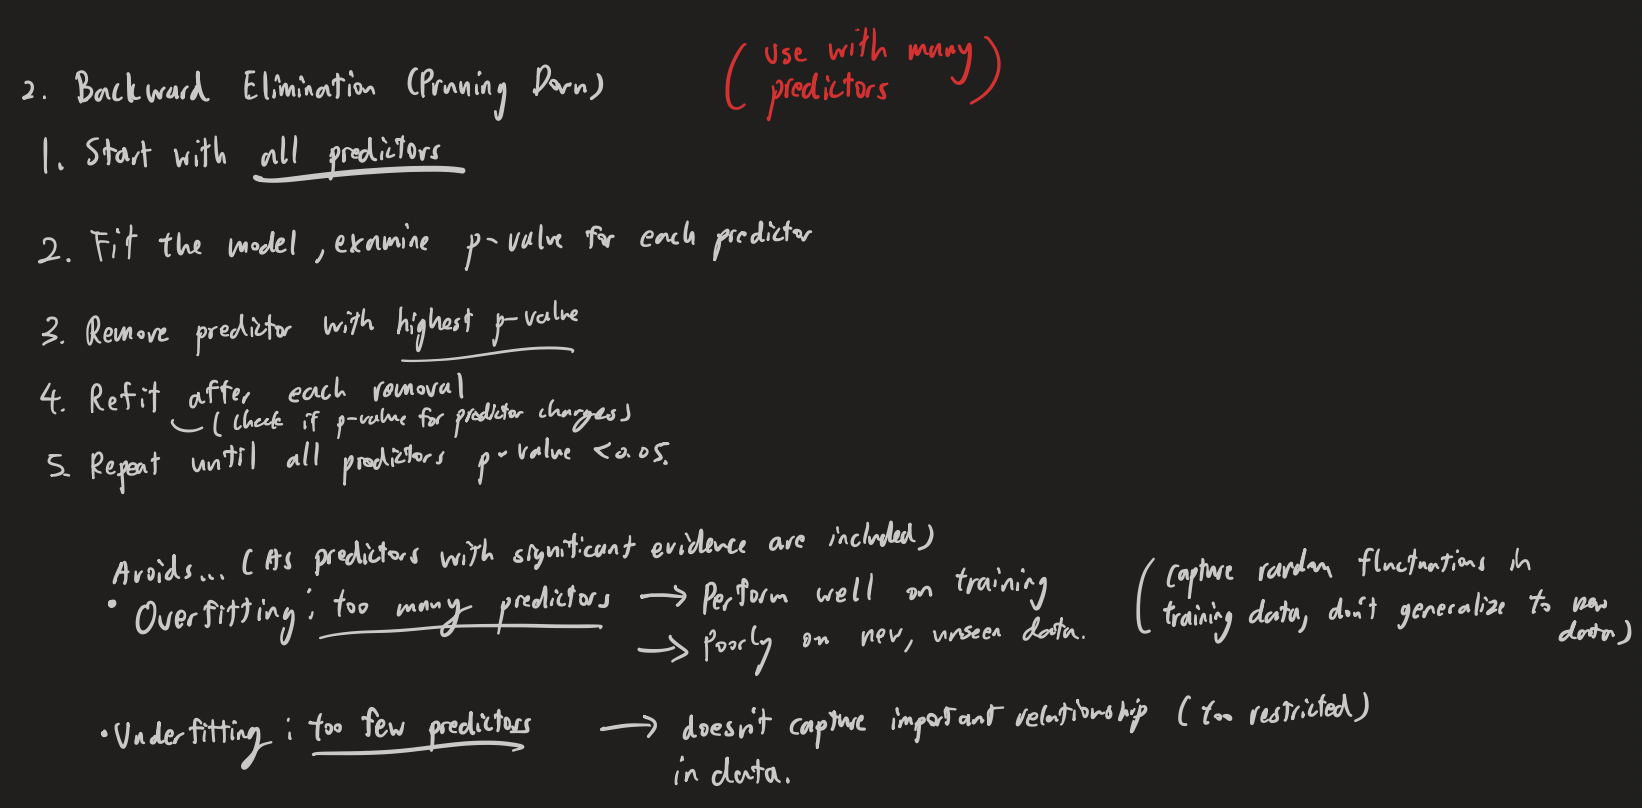 2. Backward Elimination (Pruning Down)
(use with many
predictors)
1. Start with all predictors
2. Fit the model, examine p-value for each predictor
3. Remove predictor with highest p-value
4. Refit after each removal
(check if p-value for predictor changes)
5. Repeat until all predictors p-value <0.05.
Avoids... (As predictors with significant evidence are included)
• Overfitting: too many predictors → Perform well on training
→ Poorly on new, unseen data.
(capture random fluctuations in
training data, don't generalize to new
data)
• Underfitting: too few predictors → doesn't capture important relationship (too restricted)
in data.